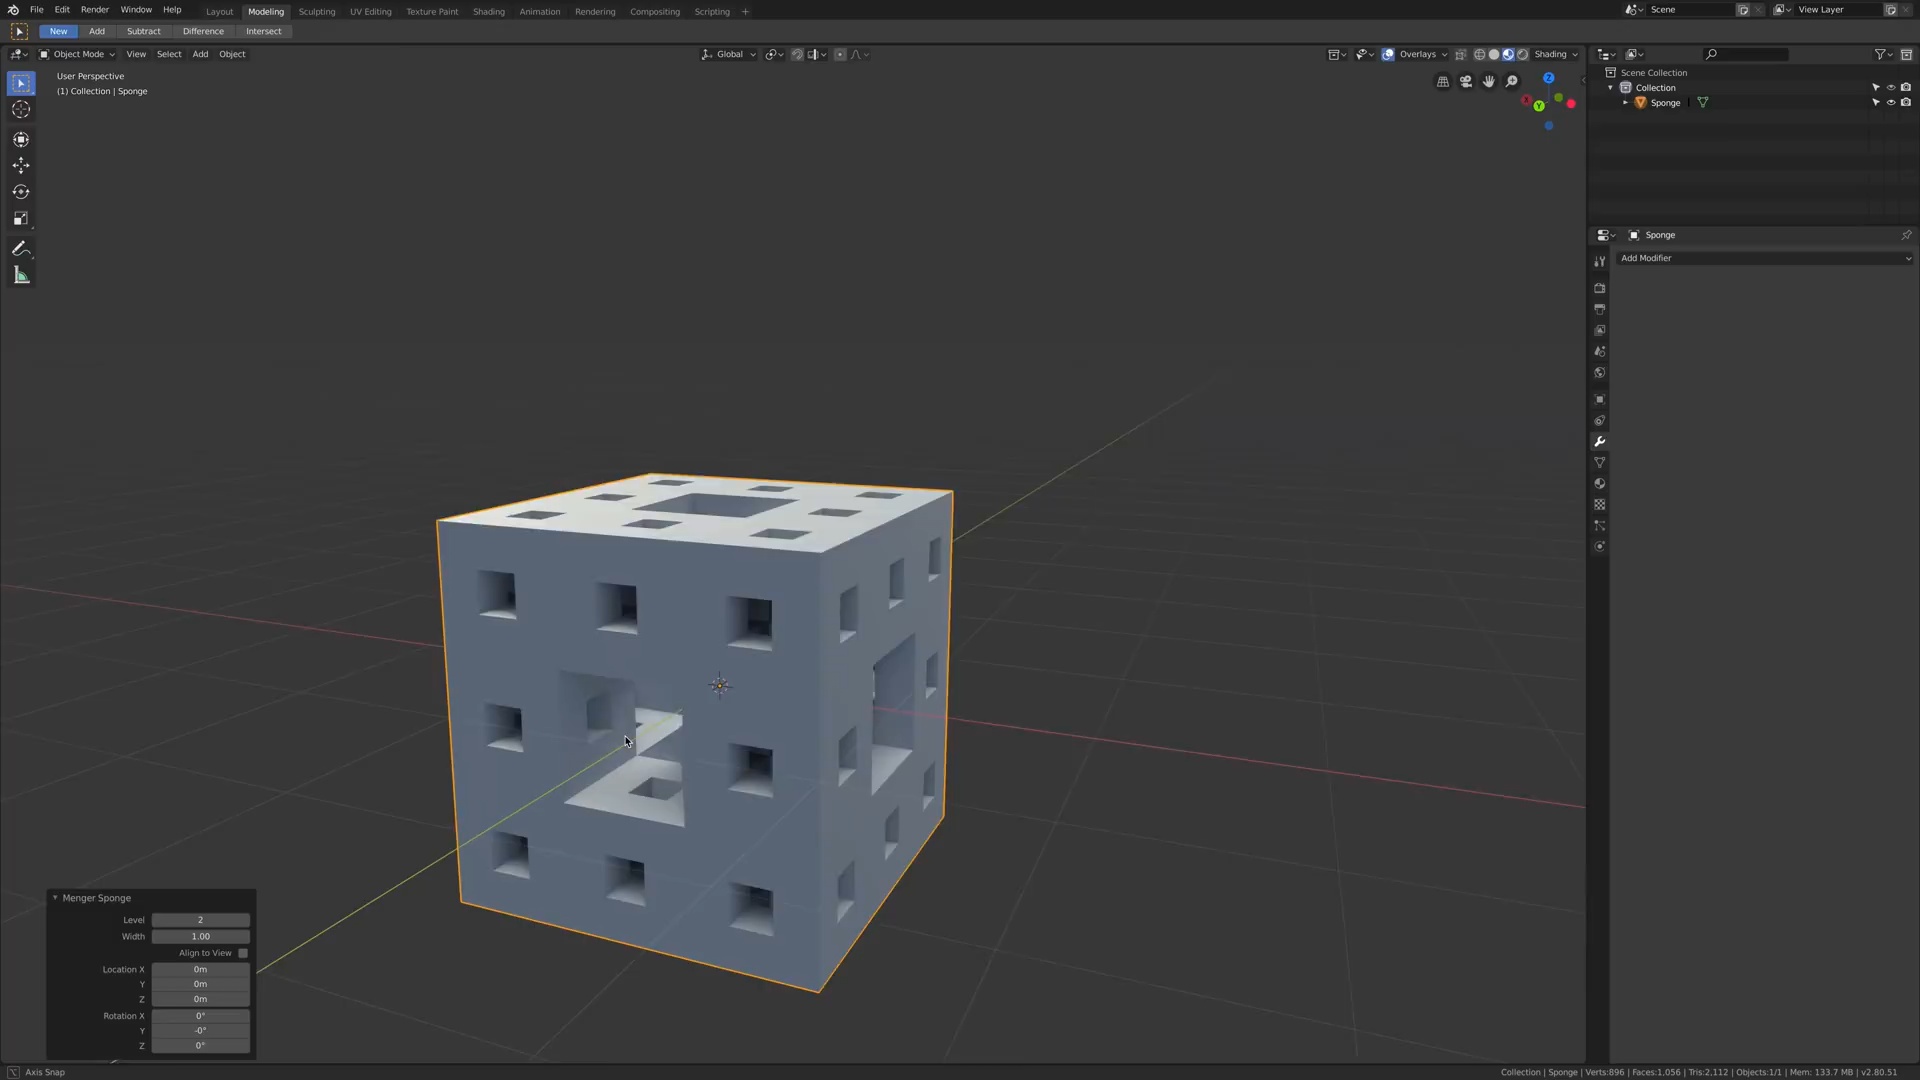 File Edit Render Window Help Layout Modeling Sculpting UV Editing Texture Paint Shading Animation Rendering Compositing Scripting + Scene View Layer
New Add Subtract Difference Intersect
Object Mode View Select Add Object Global Overlays Shading
User Perspective
(1) Collection | Sponge
Z
Y
Scene Collection
Collection
Sponge
Sponge
Add Modifier
Menger Sponge
Level 2
Width 1.00
Align to View
Location X 0m
Y 0m
Z 0m
Rotation X 0°
Y -0°
Z 0°
Axis Snap
Collection | Sponge | Verts:896 | Faces:1,056 | Tris:2,112 | Objects:1/1 | Mem: 133.7 MB | v2.80.51